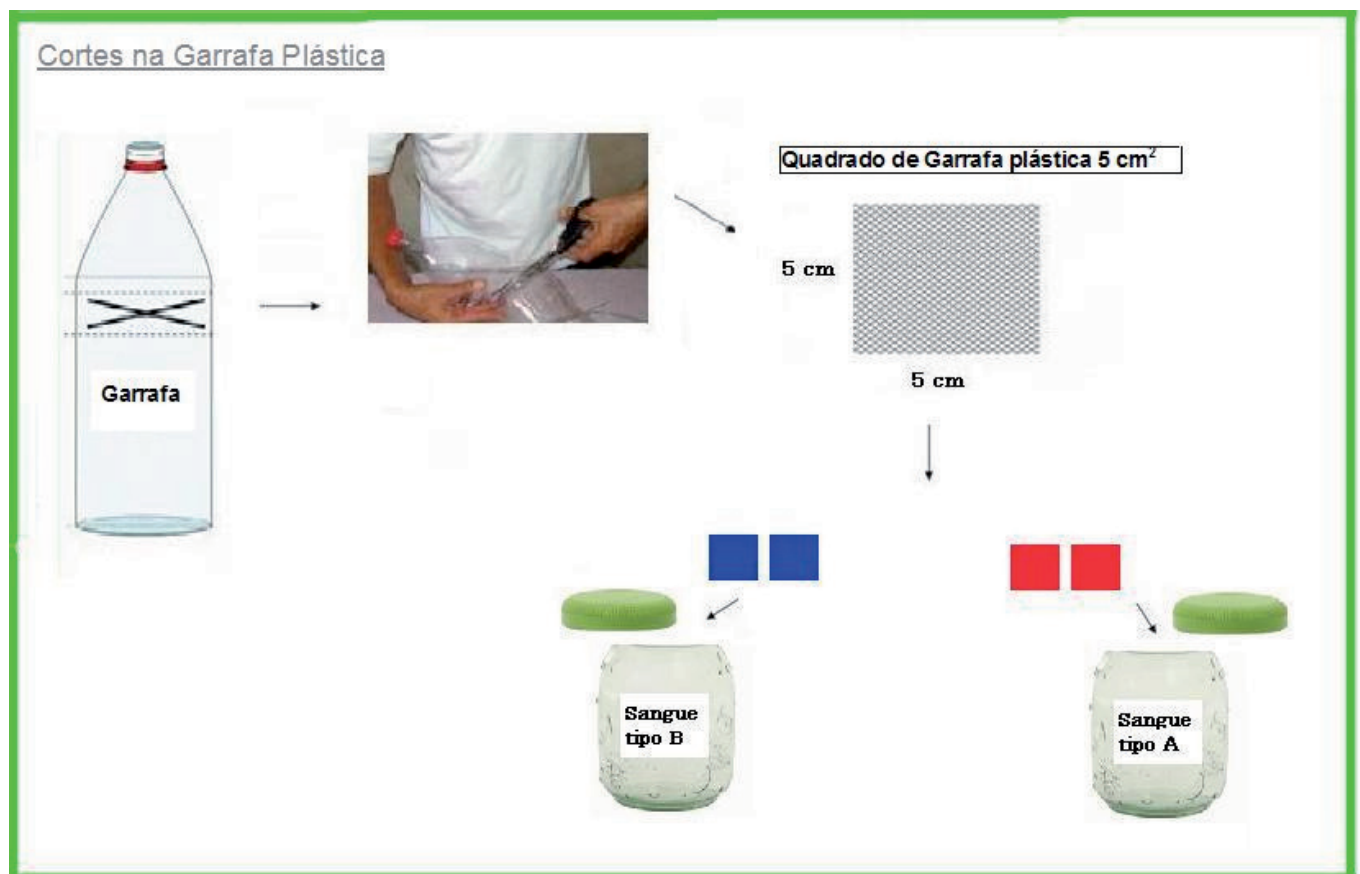 Cortes na Garrafa Plástica
Quadrado de Garrafa plástica 5 cm²
5 cm
5 cm
Garrafa
Sangue
tipo B
Sangue
tipo A